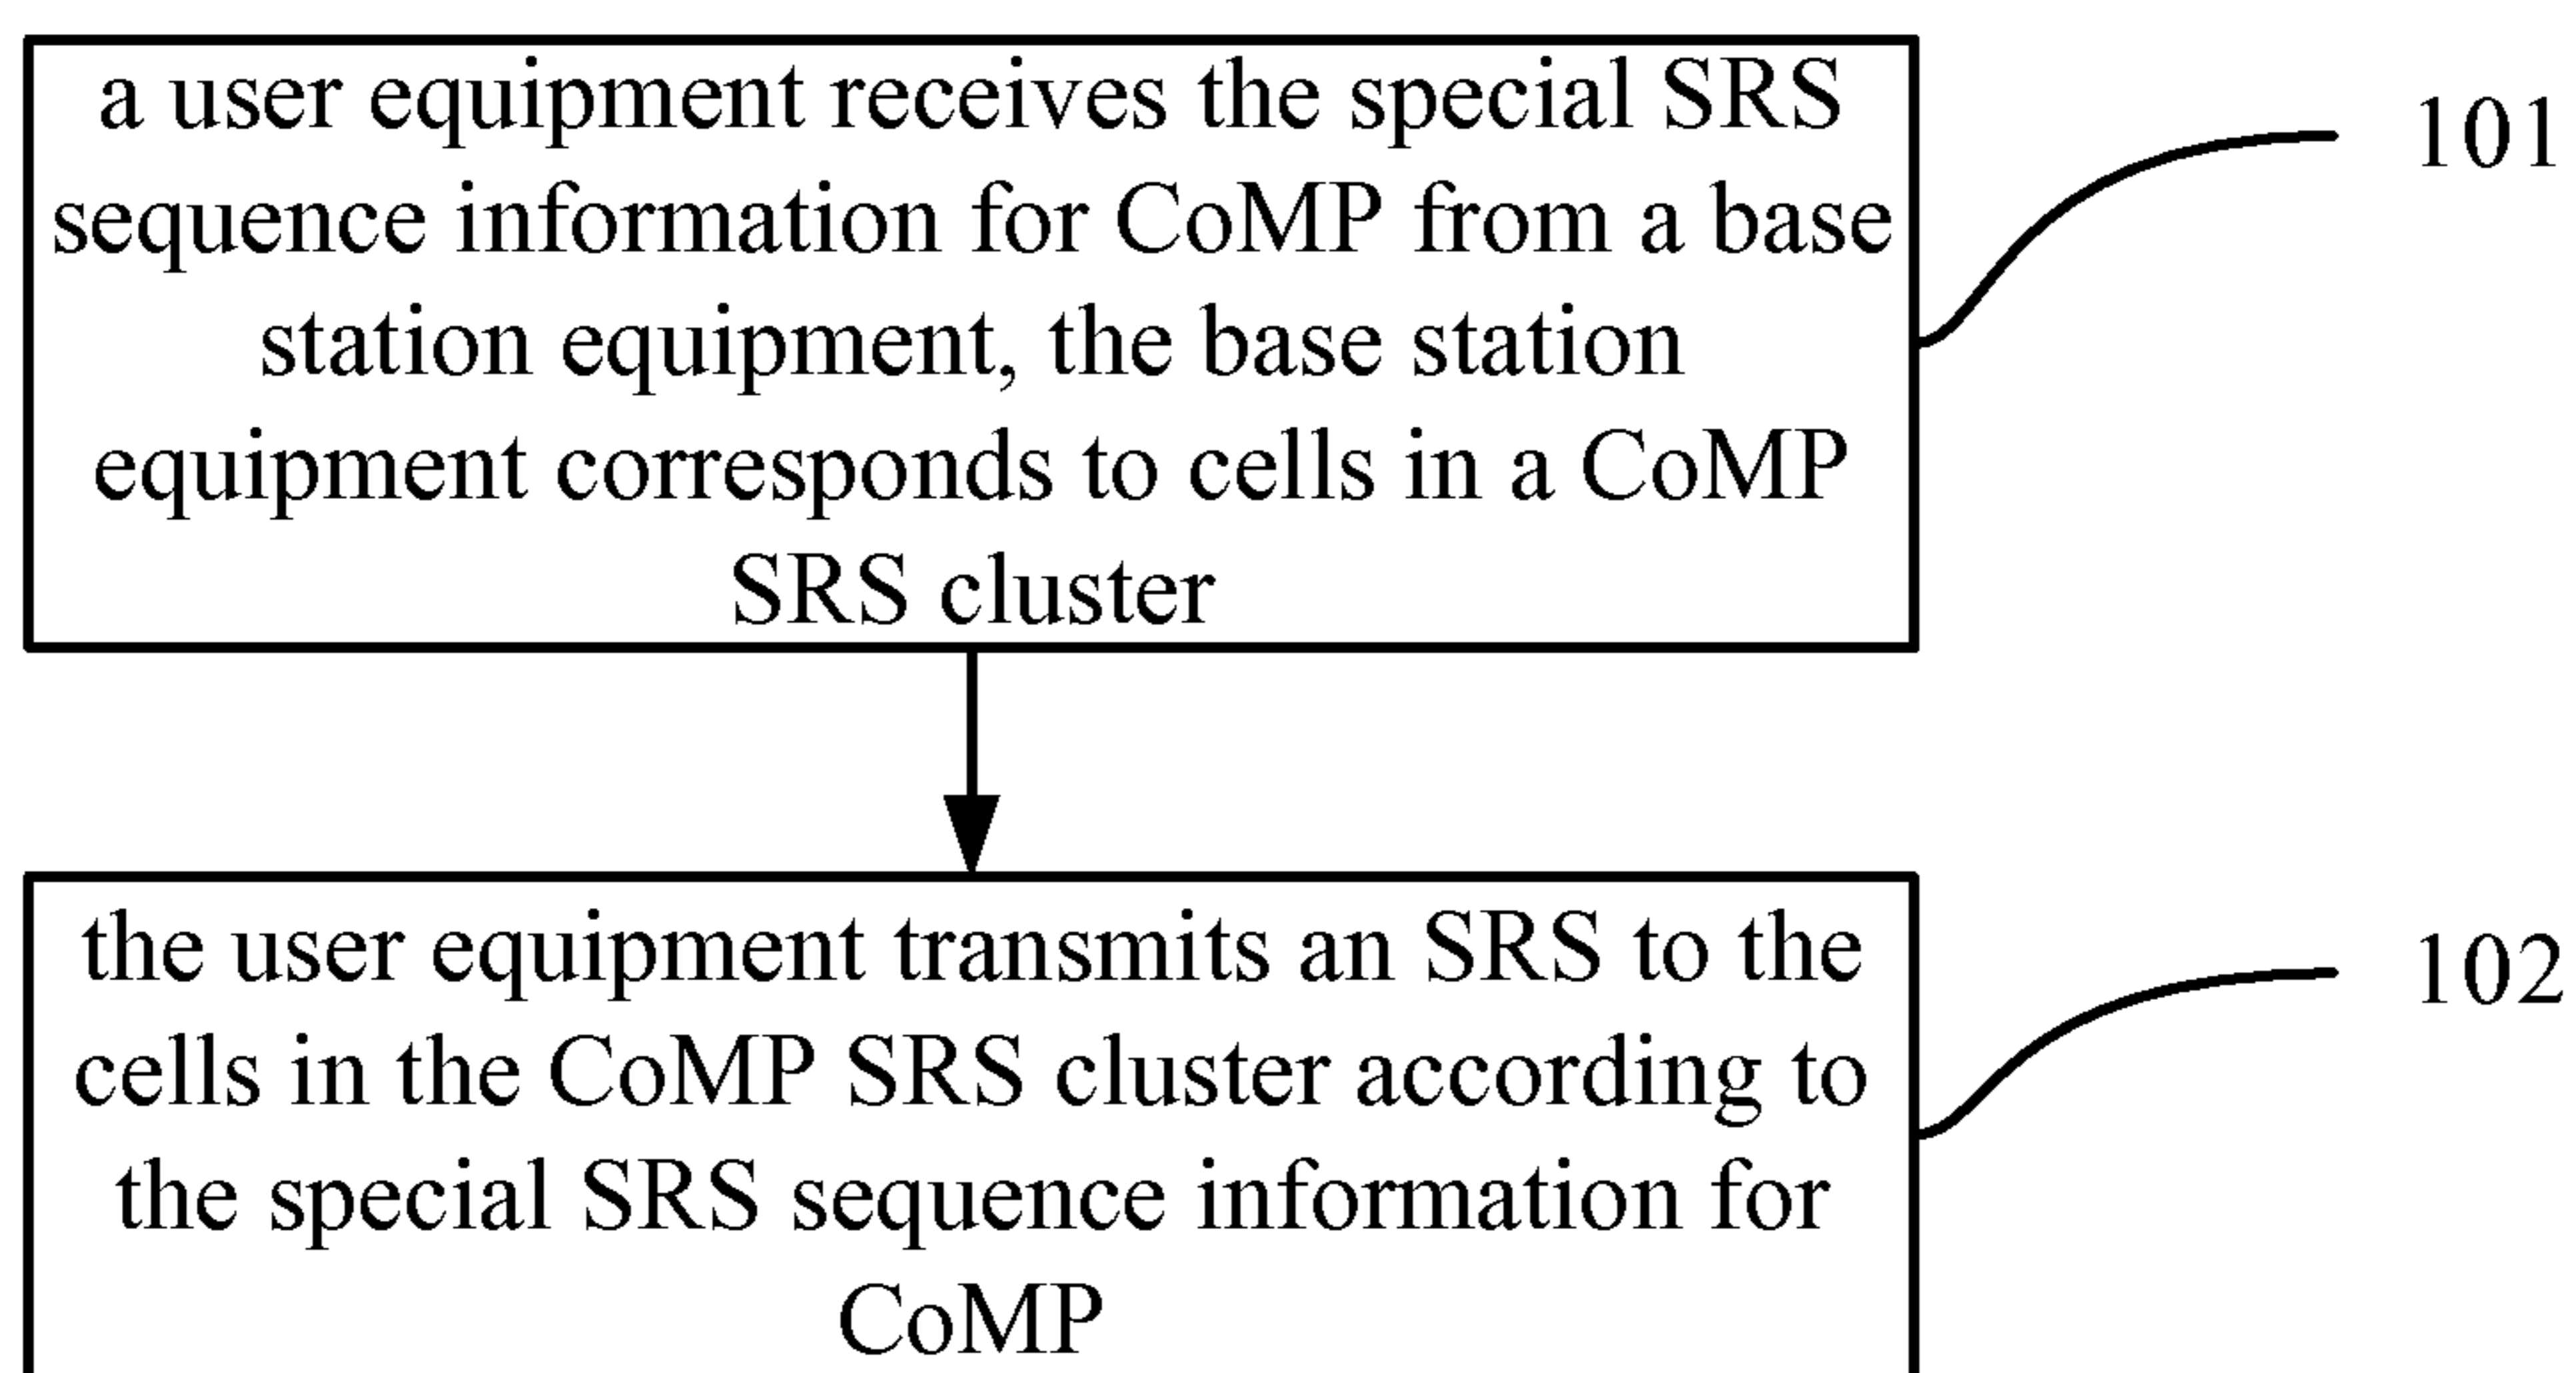 a user equipment receives the special SRS
sequence information for CoMP from a base
station equipment, the base station
equipment corresponds to cells in a CoMP
SRS cluster
101
the user equipment transmits an SRS to the
cells in the CoMP SRS cluster according to
the special SRS sequence information for
CoMP
102